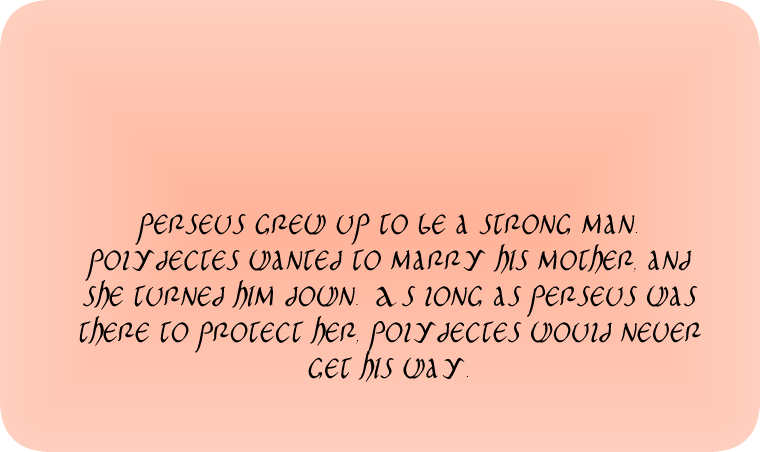 Perseus grew up to be a strong man.
Polydectes wanted to marry his mother, and
she turned him down. As long as Perseus was
there to protect her, Polydectes would never
get his way.